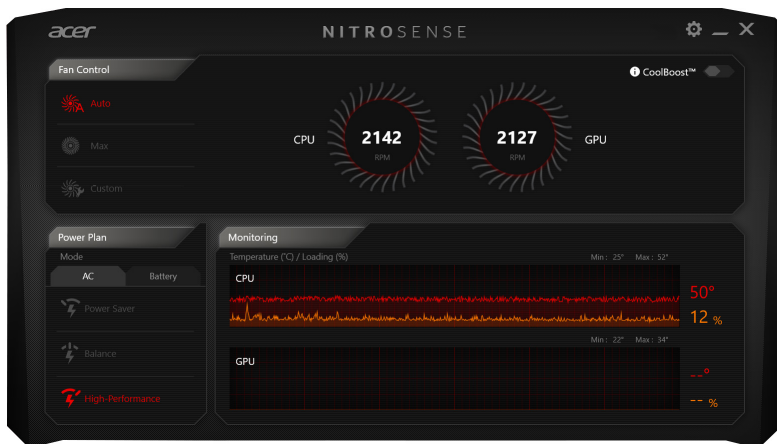 acer
NITROSENSE
Fan Control
CoolBoost™
Auto
Max
Custom
CPU
2142
RPM
2127
RPM
GPU
Power Plan
Mode
AC
Battery
Power Saver
Balance
High-Performance
Monitoring
Temperature (°C) / Loading (%)
Min : 25° Max : 52°
CPU
50°
12 %
Min : 22° Max : 34°
GPU
--°
-- %